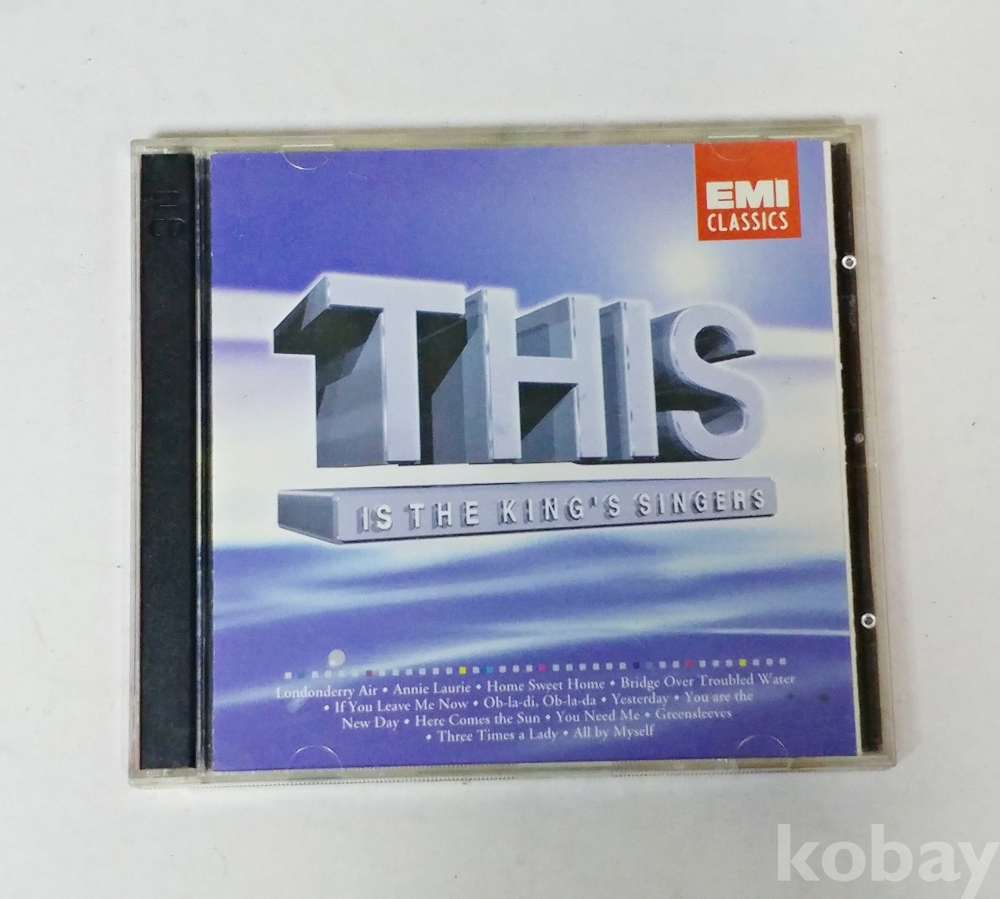 EMI
CLASSICS
THIS
IS THE KING'S SINGERS
Londonderry Air • Annie Laurie • Home Sweet Home • Bridge Over Troubled Water
• If You Leave Me Now • Ob-la-di, Ob-la-da • Yesterday • You are the
New Day • Here Comes the Sun • You Need Me • Greensleeves
• Three Times a Lady • All by Myself
kobay